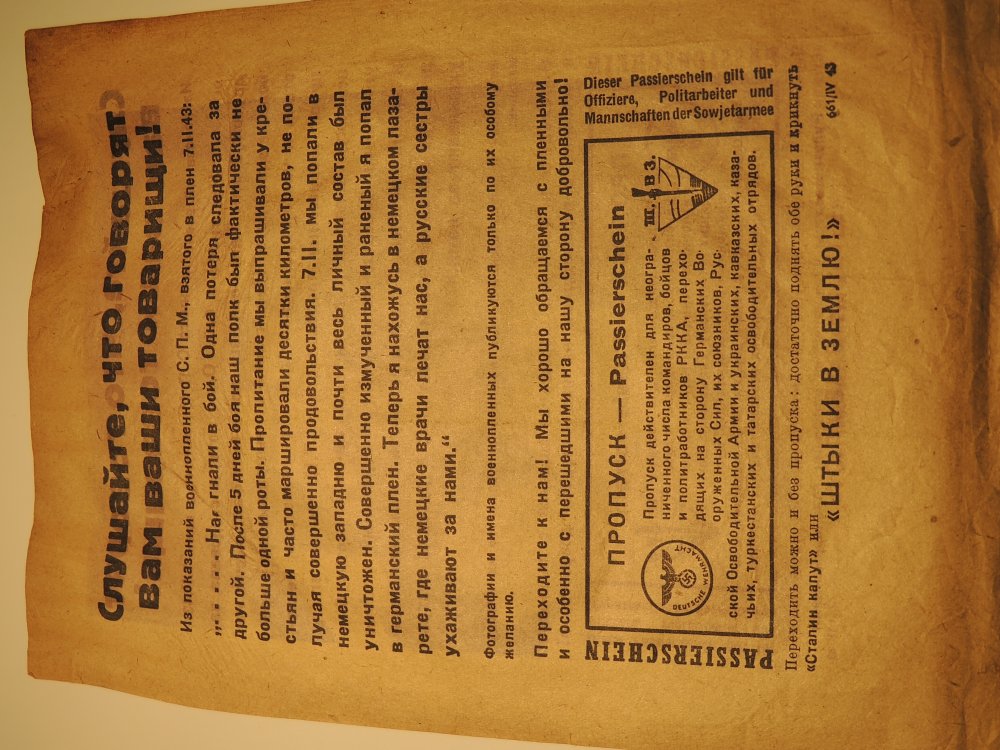 Слушайте, что говорят
вам ваши товарищи!
Из показаний военнопленного С. П. М., взятого в плен 7.II.43:
„. . . . . . . Нас гнали в бой. Одна потеря следовала за
другой. После 5 дней боя наш полк был фактически не
больше одной роты. Пропитание мы выпрашивали у кре-
стьян и часто маршировали десятки километров, не по-
лучая совершенно продовольствия. 7.II. мы попали в
немецкую западню и почти весь личный состав был
уничтожен. Совершенно измученный и раненый я попал
в германский плен. Теперь я нахожусь в немецком лаза-
рете, где немецкие врачи лечат нас, а русские сестры
ухаживают за нами.“
Фотографии и имена военнопленных публикуются только по их особому
желанию.
Переходите к нам! Мы хорошо обращаемся с пленными
и особенно с перешедшими на нашу сторону добровольно!
PASSIERSCHEIN
ПРОПУСК — Passierschein
DEUTSCHE WEHRMACHT
Ш. В З.
Пропуск действителен для неогра-
ниченного числа командиров, бойцов
и политработников РККА, перехо-
дящих на сторону Германских Во-
оруженных Сил, их союзников, Рус-
ской Освободительной Армии и украинских, кавказских, каза-
чьих, туркестанских и татарских освободительных отрядов.
Dieser Passierschein gilt für
Offiziere, Politarbeiter und
Mannschaften der Sowjetarmee
Переходить можно и без пропуска: достаточно поднять обе руки и крикнуть
«Сталин капут» или
«ШТЫКИ В ЗЕМЛЮ!»
661/IV 43